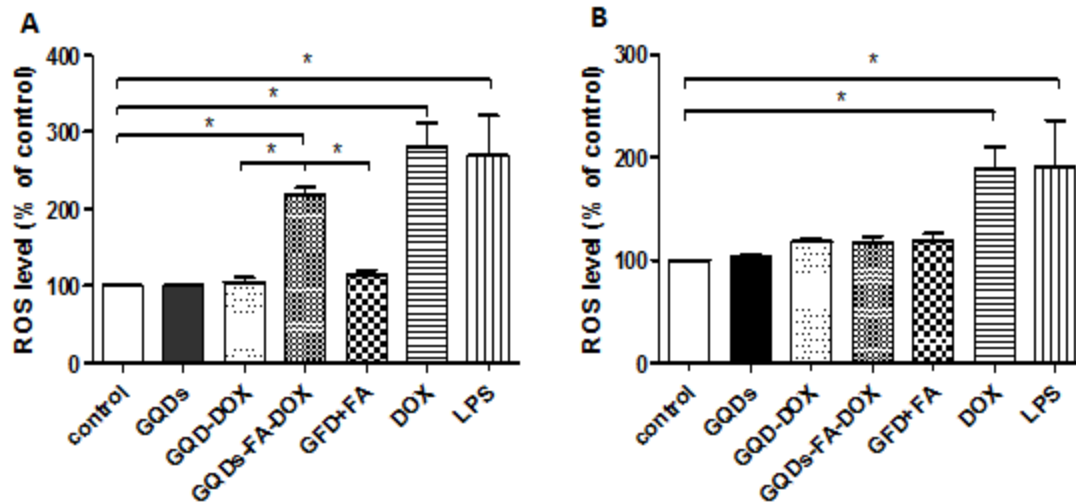 A
ROS level (% of control)
400
300
200
100
0
*
*
*
* *
control
GQDs
GQD-DOX
GQDs-FA-DOX
GFD+FA
DOX
LPS
B
ROS level (% of control)
300
200
100
0
*
*
control
GQDs
GQD-DOX
GQDs-FA-DOX
GFD+FA
DOX
LPS